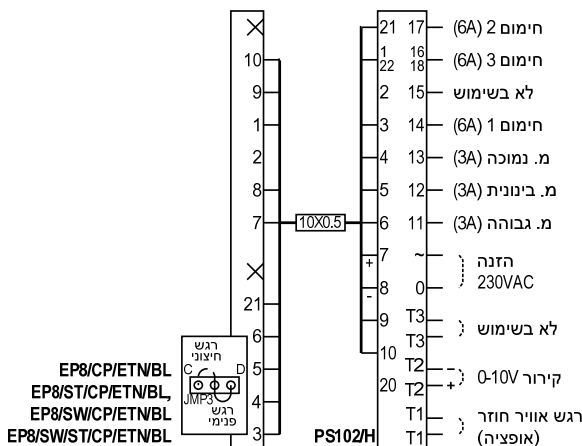 21 17 חימום 2 (6A)
1 22 16 18 חימום 3 (6A)
10
9 2 15 לא בשימוש
1 3 14 חימום 1 (6A)
2 4 13 מ. נמוכה (3A)
8 5 12 מ. בינונית (3A)
7 10X0.5 6 11 מ. גבוהה (3A)
+ 7 ~ הזנה
- 8 0 230VAC
21 9 T3
T3 לא בשימוש
6 רגש
חיצוני
10 T2
EP8/CP/ETN/BL C D 5
20 T2 + קירור 0-10V
EP8/ST/CP/ETN/BL, JMP3 4
EP8/SW/CP/ETN/BL רגש
פנימי
T1 רגש אוויר חוזר
EP8/SW/ST/CP/ETN/BL 3 PS102/H T1 (אופציה)